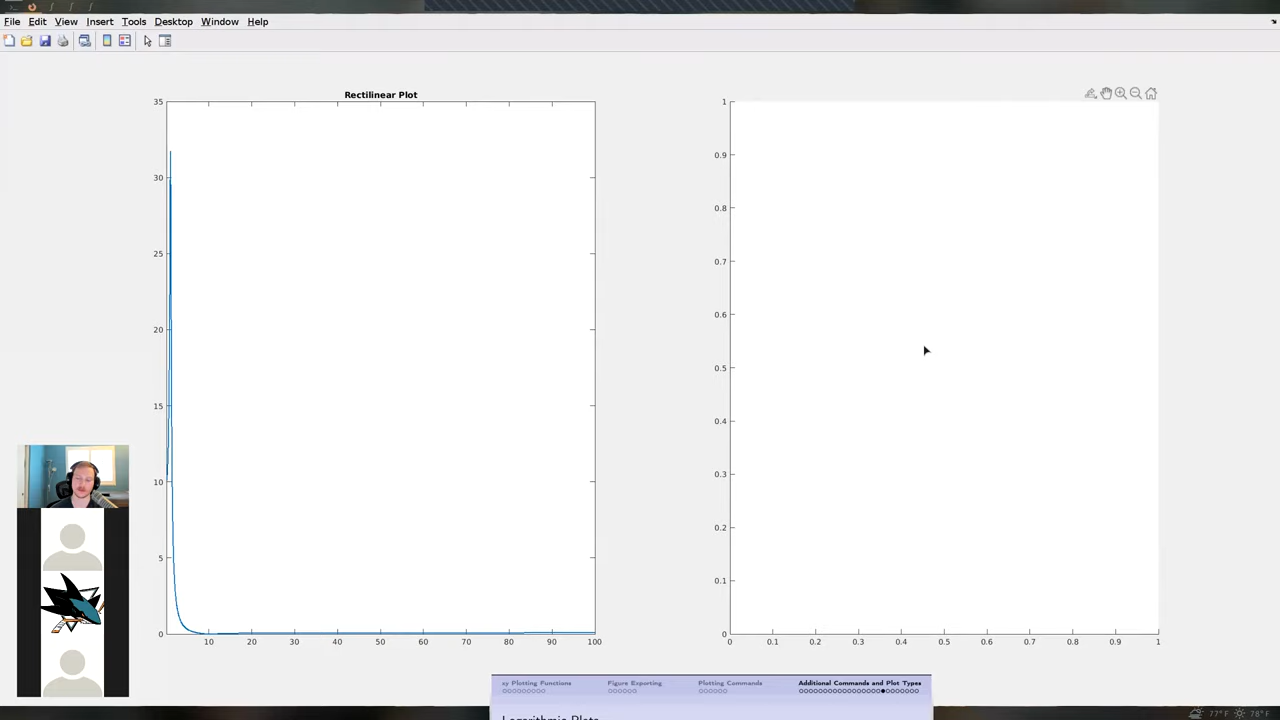 File Edit View Insert Tools Desktop Window Help
Rectilinear Plot
35
30
25
20
15
10
5
0
10 20 30 40 50 60 70 80 90 100
1
0.9
0.8
0.7
0.6
0.5
0.4
0.3
0.2
0.1
0
0 0.1 0.2 0.3 0.4 0.5 0.6 0.7 0.8 0.9 1
xy Plotting Functions Figure Exporting Plotting Commands Additional Commands and Plot Types
Logarithmic Plots
77°F 78°F